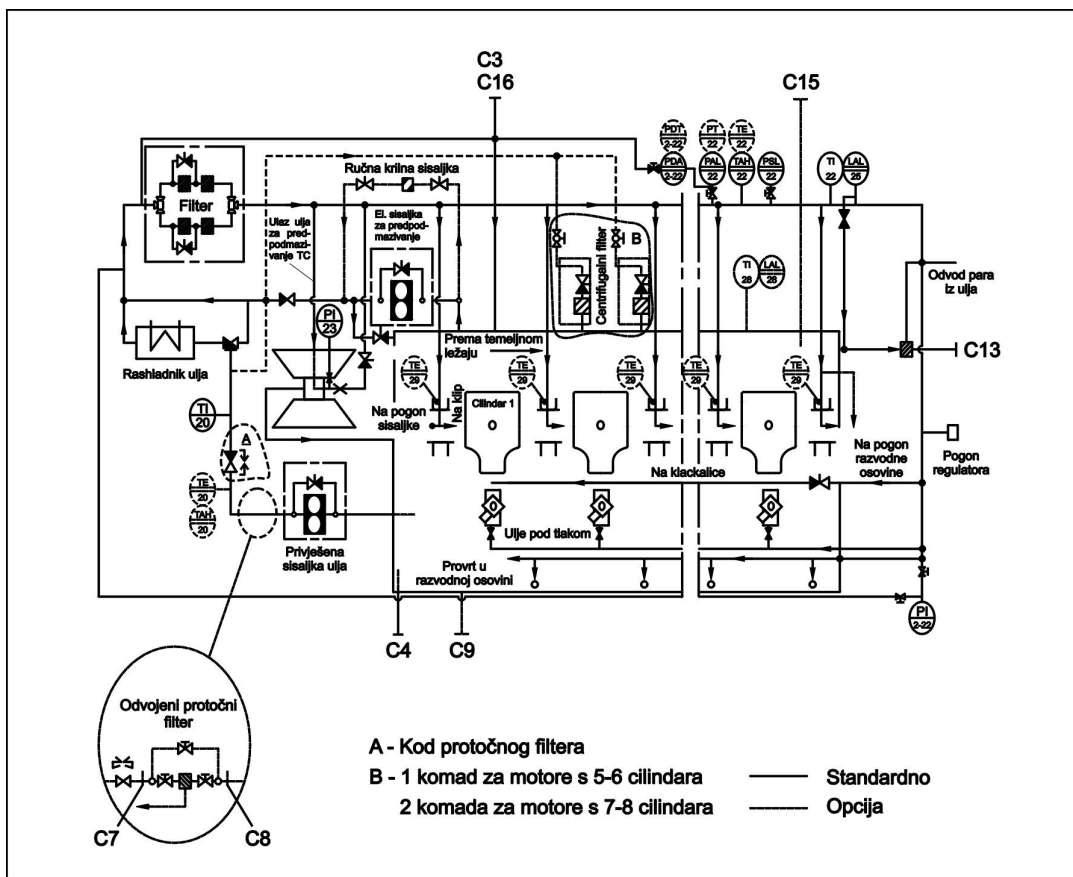 C3
C16
C15
PDT
2-22
PT
22
TE
22
PDA
2-22
PAL
22
TAH
22
PSL
22
TI
22
LAL
25
Ručna krilna sisaljka
Filter
Ulaz ulja
za pred-
podmazi-
vanje TC
El. sisaljka
za predpod-
mazivanje
B
Centrifugalni filter
TI
28
LAL
28
Odvod para
iz ulja
PI
23
Prema temeljnom
ležaju
C13
Rashladnik ulja
TE
29
TE
29
TE
29
TE
29
TE
29
Na klip
Cilindar 1
Na pogon
sisaljke
TI
20
A
Na pogon
razvodne
osovine
Pogon
regulatora
Na klackalice
TE
20
TAH
20
Ulje pod tlakom
Privješena
sisaljka ulja
Provrt u
razvodnoj osovini
PI
2-22
C4
C9
Odvojeni protočni
filter
C7
C8
A - Kod protočnog filtera
B - 1 komad za motore s 5-6 cilindara
2 komada za motore s 7-8 cilindara
Standardno
Opcija